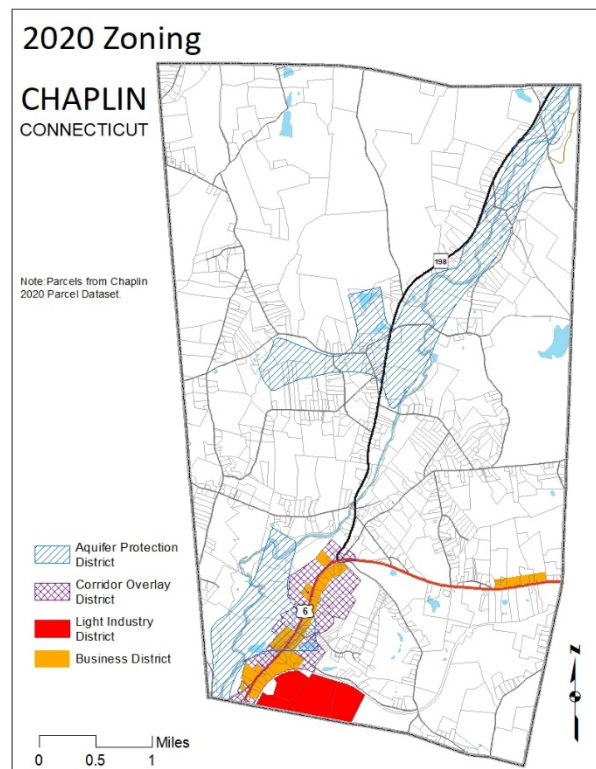 2020 Zoning
CHAPLIN
CONNECTICUT
Note:Parcels from Chaplin
2020 Parcel Dataset.
198
6
Aquifer Protection
District
Corridor Overlay
District
Light Industry
District
Business District
0 0.5 1 Miles
N